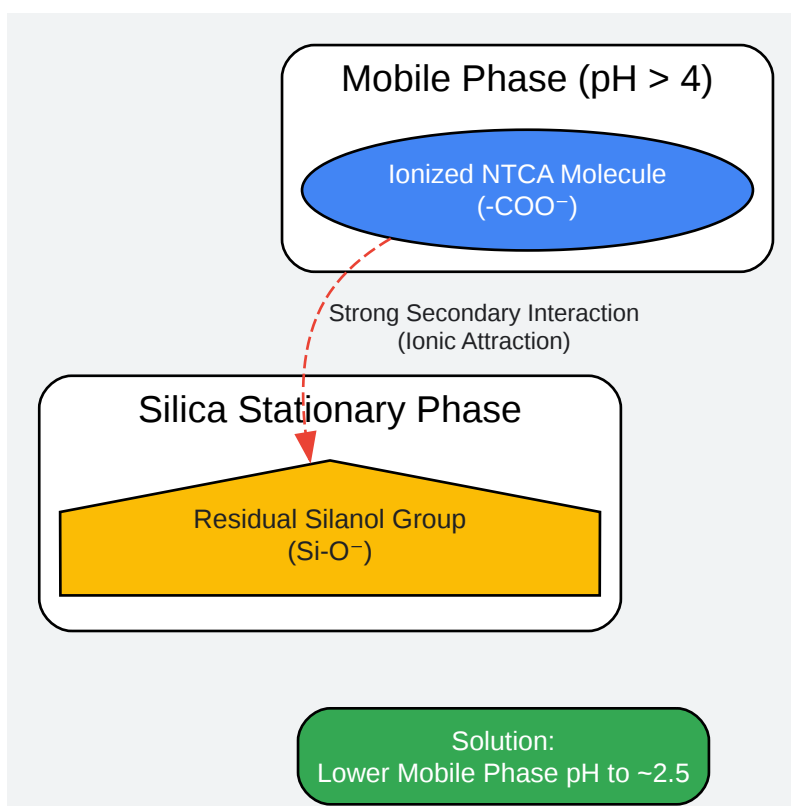 Mobile Phase (pH > 4)
Ionized NTCA Molecule
(-COO⁻)
Strong Secondary Interaction
(Ionic Attraction)
Silica Stationary Phase
Residual Silanol Group
(Si-O⁻)
Solution:
Lower Mobile Phase pH to ~2.5